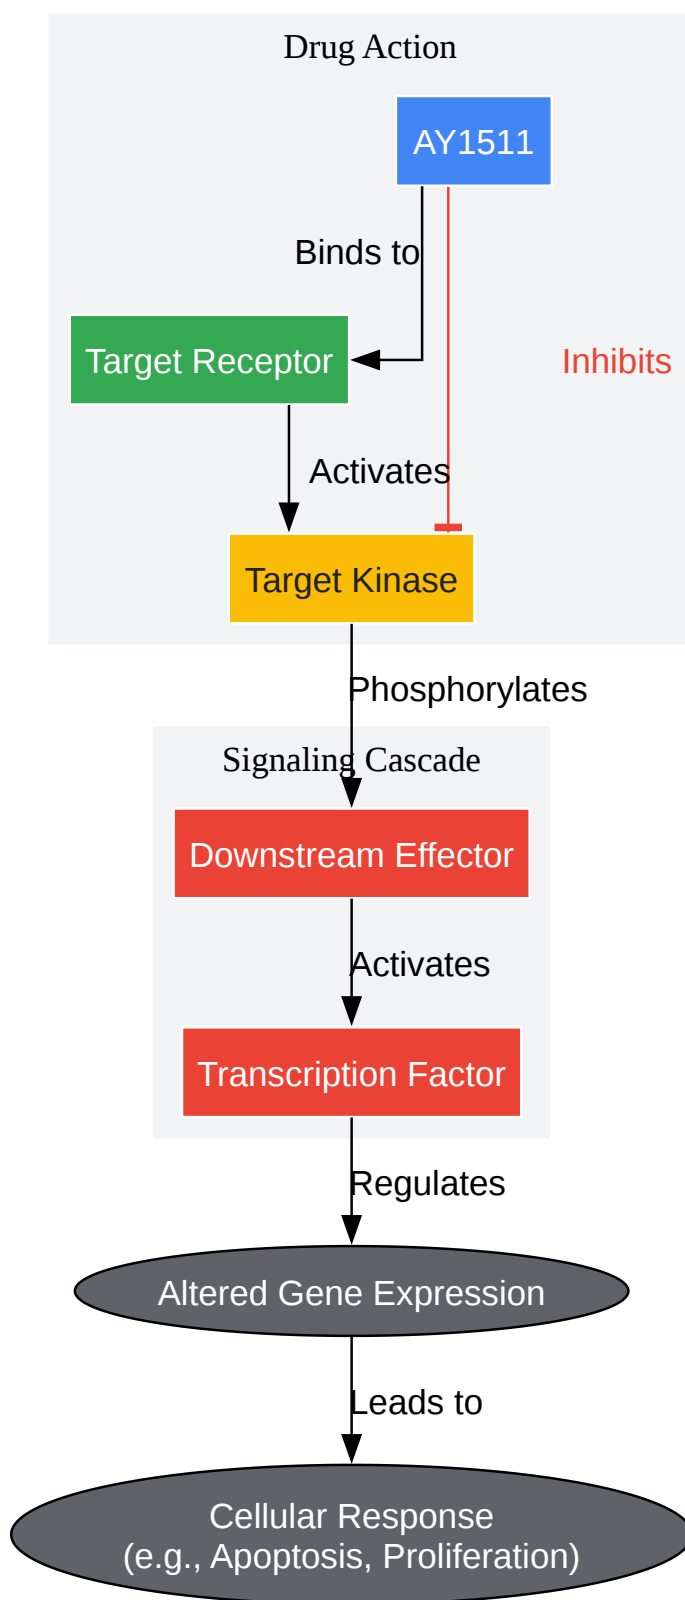 Drug Action
AY1511
Binds to
Target Receptor
Inhibits
Activates
Target Kinase
Phosphorylates
Signaling Cascade
Downstream Effector
Activates
Transcription Factor
Regulates
Altered Gene Expression
Leads to
Cellular Response
(e.g., Apoptosis, Proliferation)